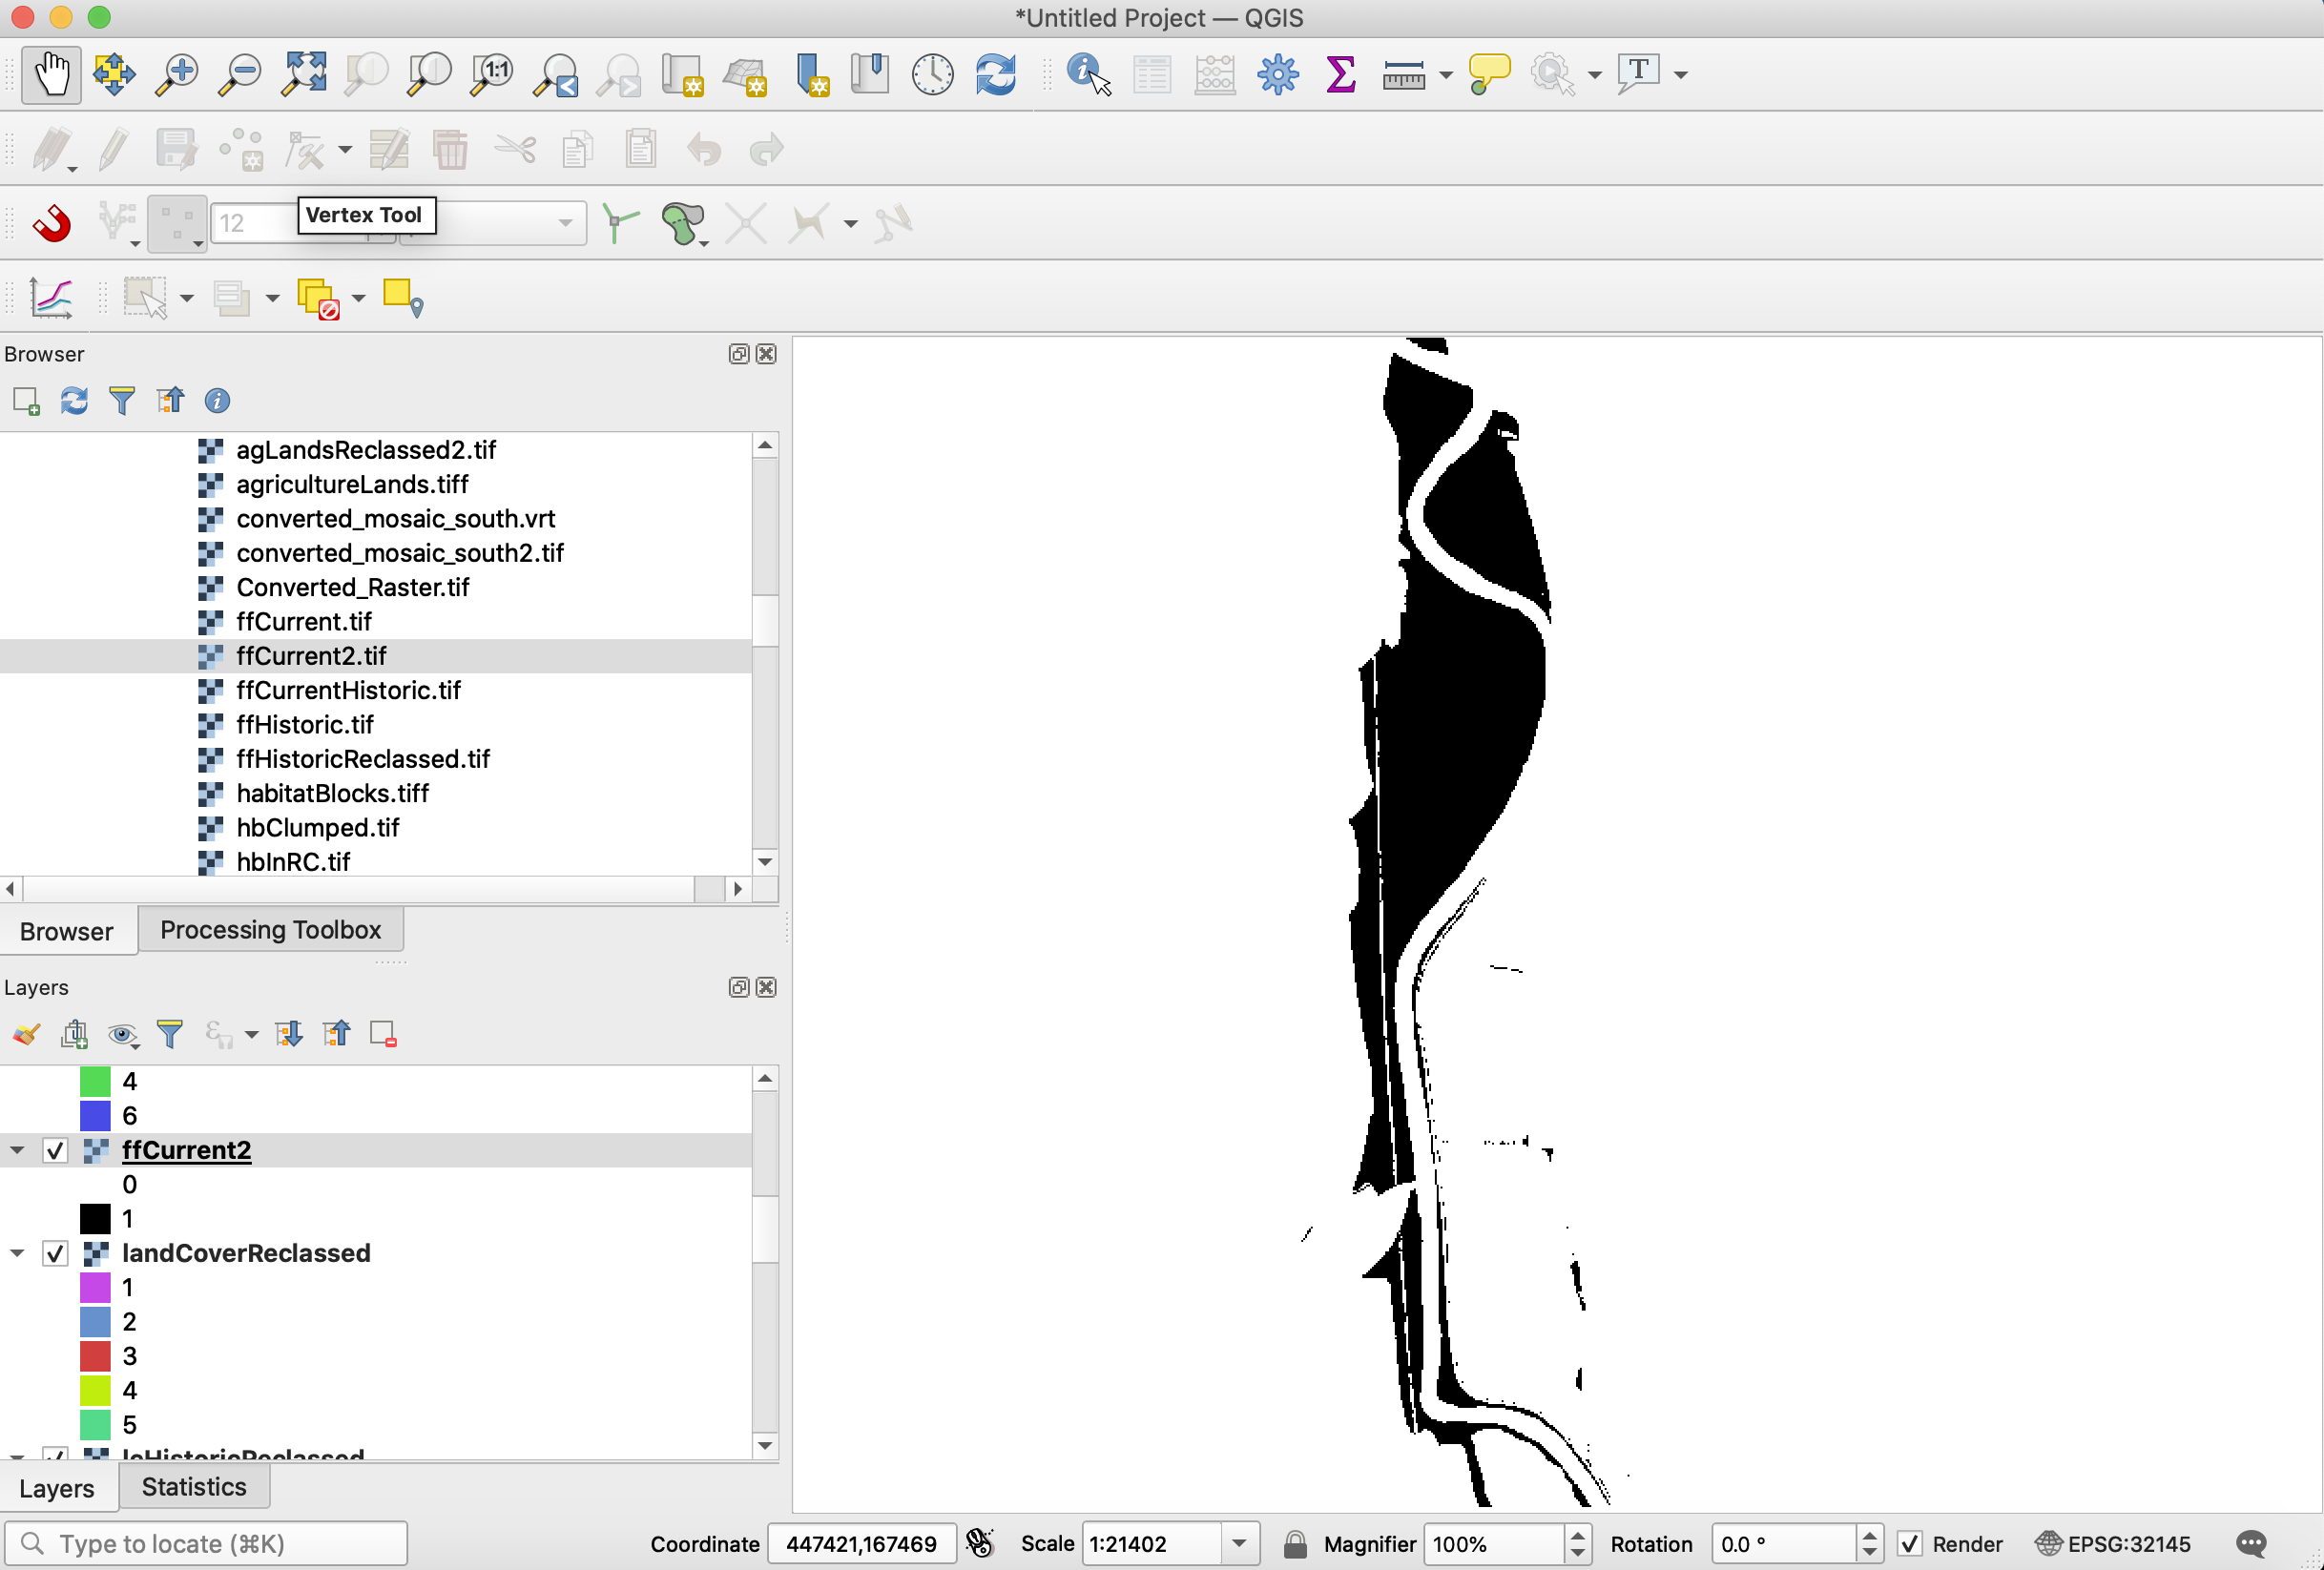 *Untitled Project — QGIS
1:1
T
12
Vertex Tool
Browser
agLandsReclassed2.tif
agricultureLands.tiff
converted_mosaic_south.vrt
converted_mosaic_south2.tif
Converted_Raster.tif
ffCurrent.tif
ffCurrent2.tif
ffCurrentHistoric.tif
ffHistoric.tif
ffHistoricReclassed.tif
habitatBlocks.tiff
hbClumped.tif
hbInRC.tif
Browser
Processing Toolbox
Layers
4
6
ffCurrent2
0
1
landCoverReclassed
1
2
3
4
5
lcHistoricReclassed
Layers
Statistics
Type to locate (⌘K)
Coordinate
447421,167469
Scale
1:21402
Magnifier
100%
Rotation
0.0 °
Render
EPSG:32145